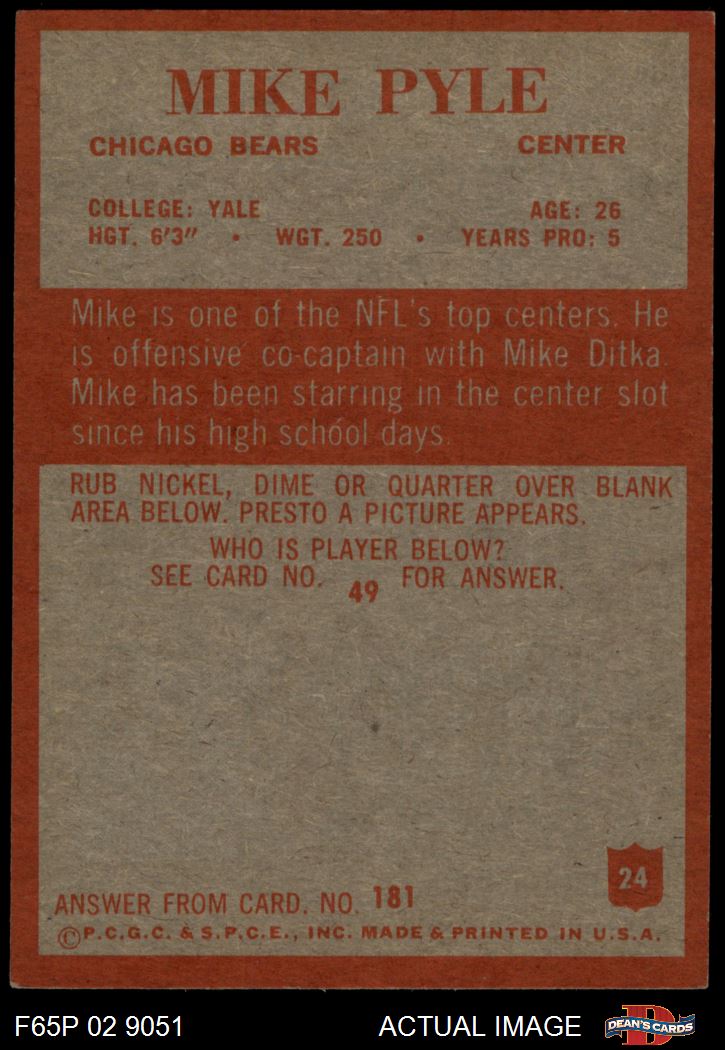 MIKE PYLE
CHICAGO BEARS CENTER
COLLEGE: YALE AGE: 26
HGT. 6'3" • WGT. 250 • YEARS PRO: 5
Mike is one of the NFL's top centers. He
is offensive co-captain with Mike Ditka.
Mike has been starring in the center slot
since his high school days.
RUB NICKEL, DIME OR QUARTER OVER BLANK
AREA BELOW. PRESTO A PICTURE APPEARS.
WHO IS PLAYER BELOW?
SEE CARD NO. 49 FOR ANSWER.
24
ANSWER FROM CARD. NO. 181
©P.C.G.C. & S.P.C.E., INC. MADE & PRINTED IN U.S.A.
F65P 02 9051 ACTUAL IMAGE D DEAN'S CARDS